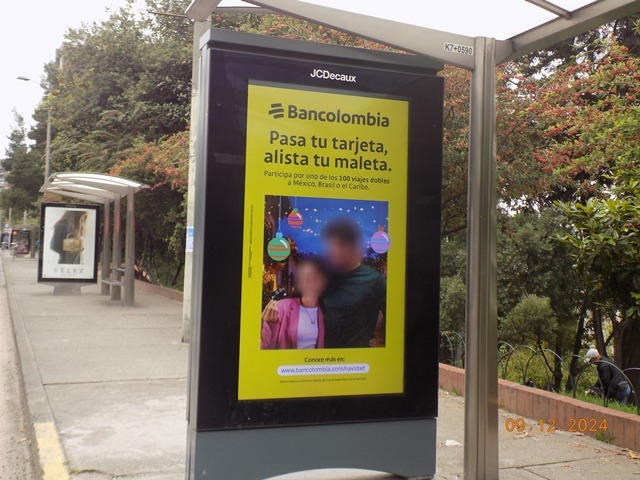 K7+0590
JCDecaux
Bancolombia
Pasa tu tarjeta,
alista tu maleta.
Participa por uno de los 100 viajes dobles
a México, Brasil o el Caribe.
Conoce más en:
www.bancolombia.com/navidad
VÉLEZ
09.12.2024